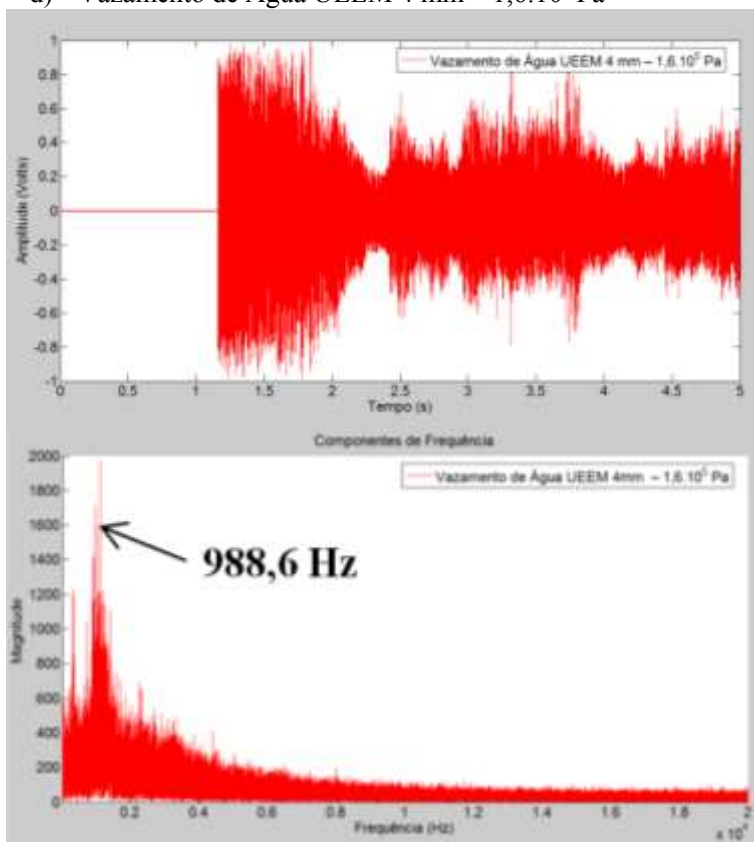 d) Vazamento de Água UEEM 4 mm – 1,6.10⁵ Pa
Vazamento de Água UEEM 4 mm – 1,6.10⁵ Pa
1
0.8
0.6
0.4
0.2
0
-0.2
-0.4
-0.6
-0.8
-1
Amplitude (Volts)
0 0.5 1 1.5 2 2.5 3 3.5 4 4.5 5
Tempo (s)
Componentes de Frequência
Vazamento de Água UEEM 4mm – 1,6.10⁵ Pa
988,6 Hz
2000
1800
1600
1400
1200
1000
800
600
400
200
0
Magnitude
0.2 0.4 0.6 0.8 1 1.2 1.4 1.6 1.8 2
Frequência (Hz)